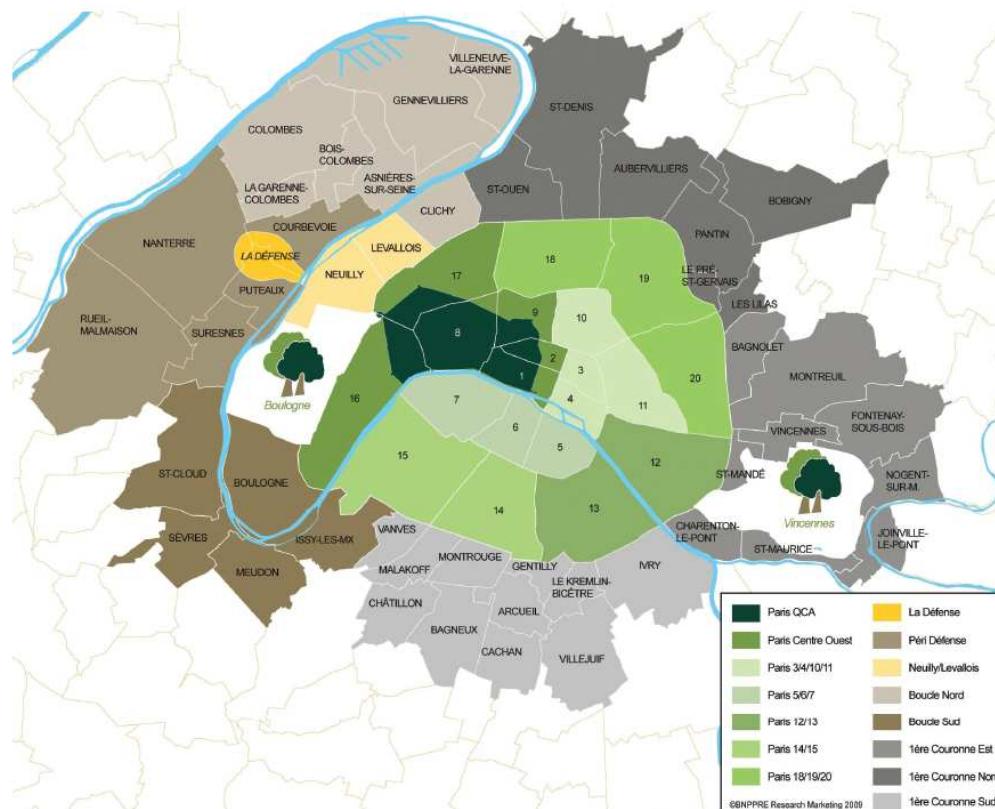 VILLENEUVE-
LA-GARENNE
GENNEVILLIERS
ST-DENIS
COLOMBES
BOIS-
COLOMBES
AUBERVILLIERS
ASNIÈRES-
SUR-SEINE
LA GARENNE-
COLOMBES
ST-OUEN
BOBIGNY
CLICHY
COURBEVOIE
PANTIN
NANTERRE
LEVALLOIS
LA DÉFENSE
18
NEUILLY
17
19
LE PRÉ-
ST-GERVAIS
PUTEAUX
LES LILAS
9
10
RUEIL-
MALMAISON
SURESNES
8
BAGNOLET
2
3
1
20
MONTREUIL
Boulogne
16
7
4
11
FONTENAY-
SOUS-BOIS
6
VINCENNES
5
15
12
ST-CLOUD
ST-MANDÉ
BOULOGNE
NOGENT-
SUR-M.
14
13
Vincennes
VANVES
CHARENTON-
LE-PONT
JOINVILLE-
LE-PONT
SÈVRES
ISSY-LES-MX
ST-MAURICE
MONTROUGE
MEUDON
MALAKOFF
GENTILLY
IVRY
LE KREMLIN-
BICÊTRE
CHÂTILLON
ARCUEIL
BAGNEUX
CACHAN
VILLEJUIF
Paris QCA
Paris Centre Ouest
Paris 3/4/10/11
Paris 5/6/7
Paris 12/13
Paris 14/15
Paris 18/19/20
La Défense
Péri Défense
Neuilly/Levallois
Boucle Nord
Boucle Sud
1ère Couronne Est
1ère Couronne Nor
1ère Couronne Sud
©BNPPRE Research Marketing 2009